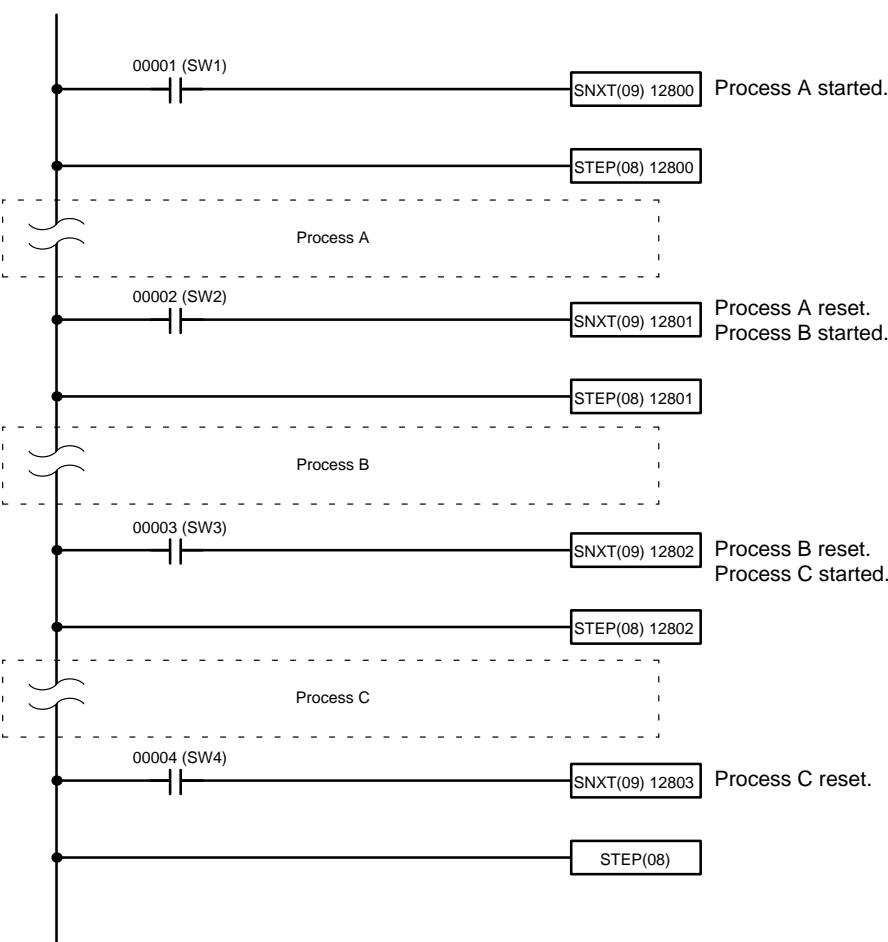 00001 (SW1)
SNXT(09) 12800
Process A started.
STEP(08) 12800
Process A
00002 (SW2)
SNXT(09) 12801
Process A reset.
Process B started.
STEP(08) 12801
Process B
00003 (SW3)
SNXT(09) 12802
Process B reset.
Process C started.
STEP(08) 12802
Process C
00004 (SW4)
SNXT(09) 12803
Process C reset.
STEP(08)